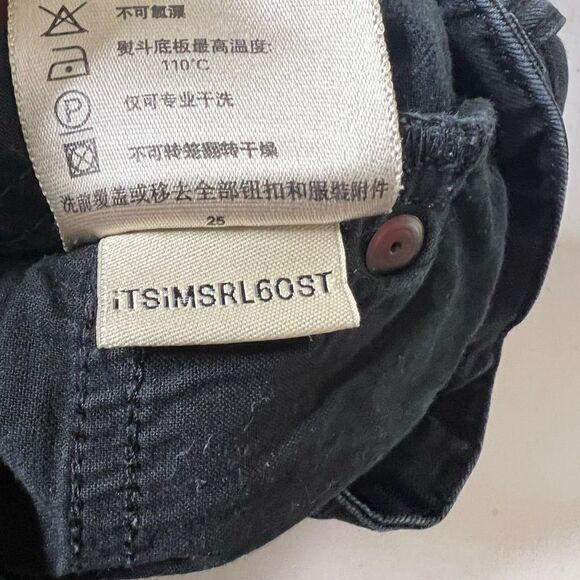 不可氯漂
熨斗底板最高温度:
110°C
仅可专业干洗
不可转笼翻转干燥
洗前覆盖或移去全部钮扣和服裝附件
25
iTSiMSRL60ST
P